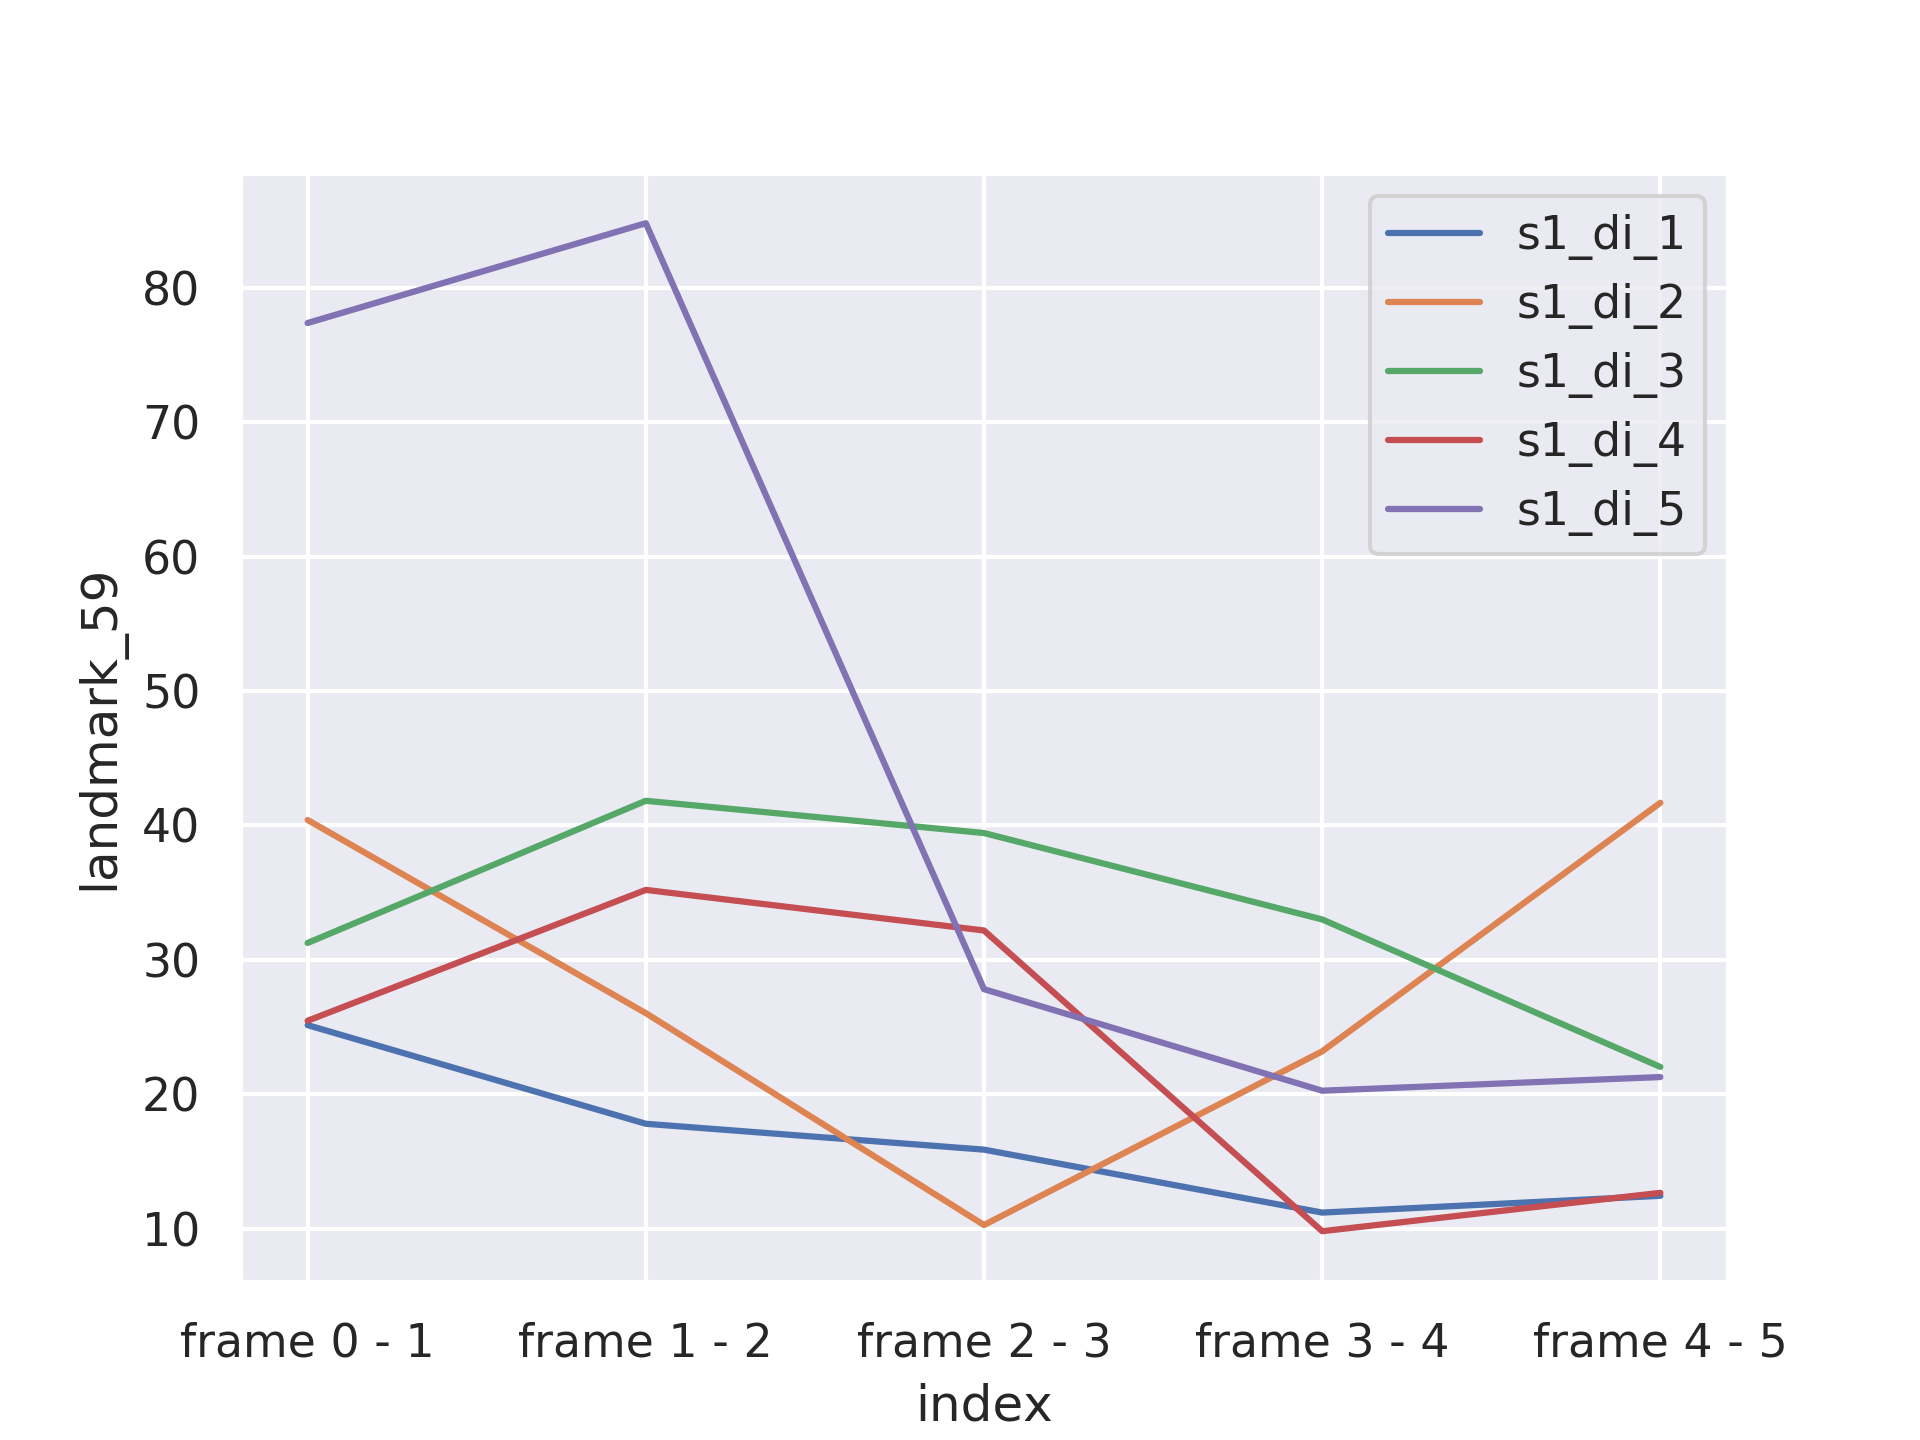 s1_di_1
s1_di_2
s1_di_3
s1_di_4
s1_di_5
80
70
60
50
40
30
20
10
landmark_59
frame 0 - 1
frame 1 - 2
frame 2 - 3
frame 3 - 4
frame 4 - 5
index